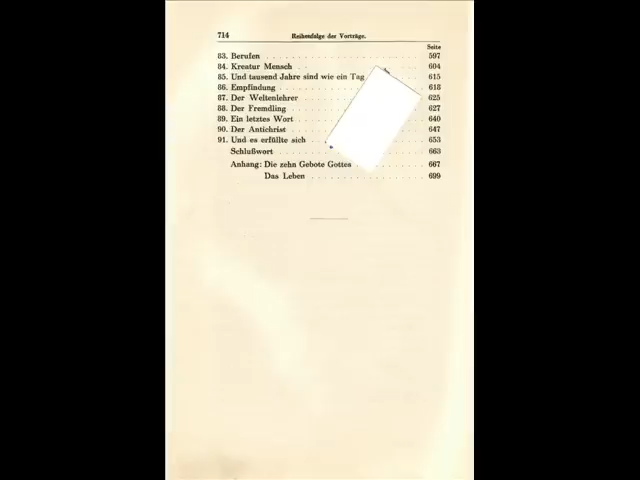 714 Reihenfolge der Vorträge.
Seite
83. Berufen 597
84. Kreatur Mensch 604
85. Und tausend Jahre sind wie ein Tag 615
86. Empfindung 618
87. Der Weltenlehrer 625
88. Der Fremdling 627
89. Ein letztes Wort 640
90. Der Antichrist 647
91. Und es erfüllte sich 653
Schlußwort 663
Anhang: Die zehn Gebote Gottes 667
Das Leben 699